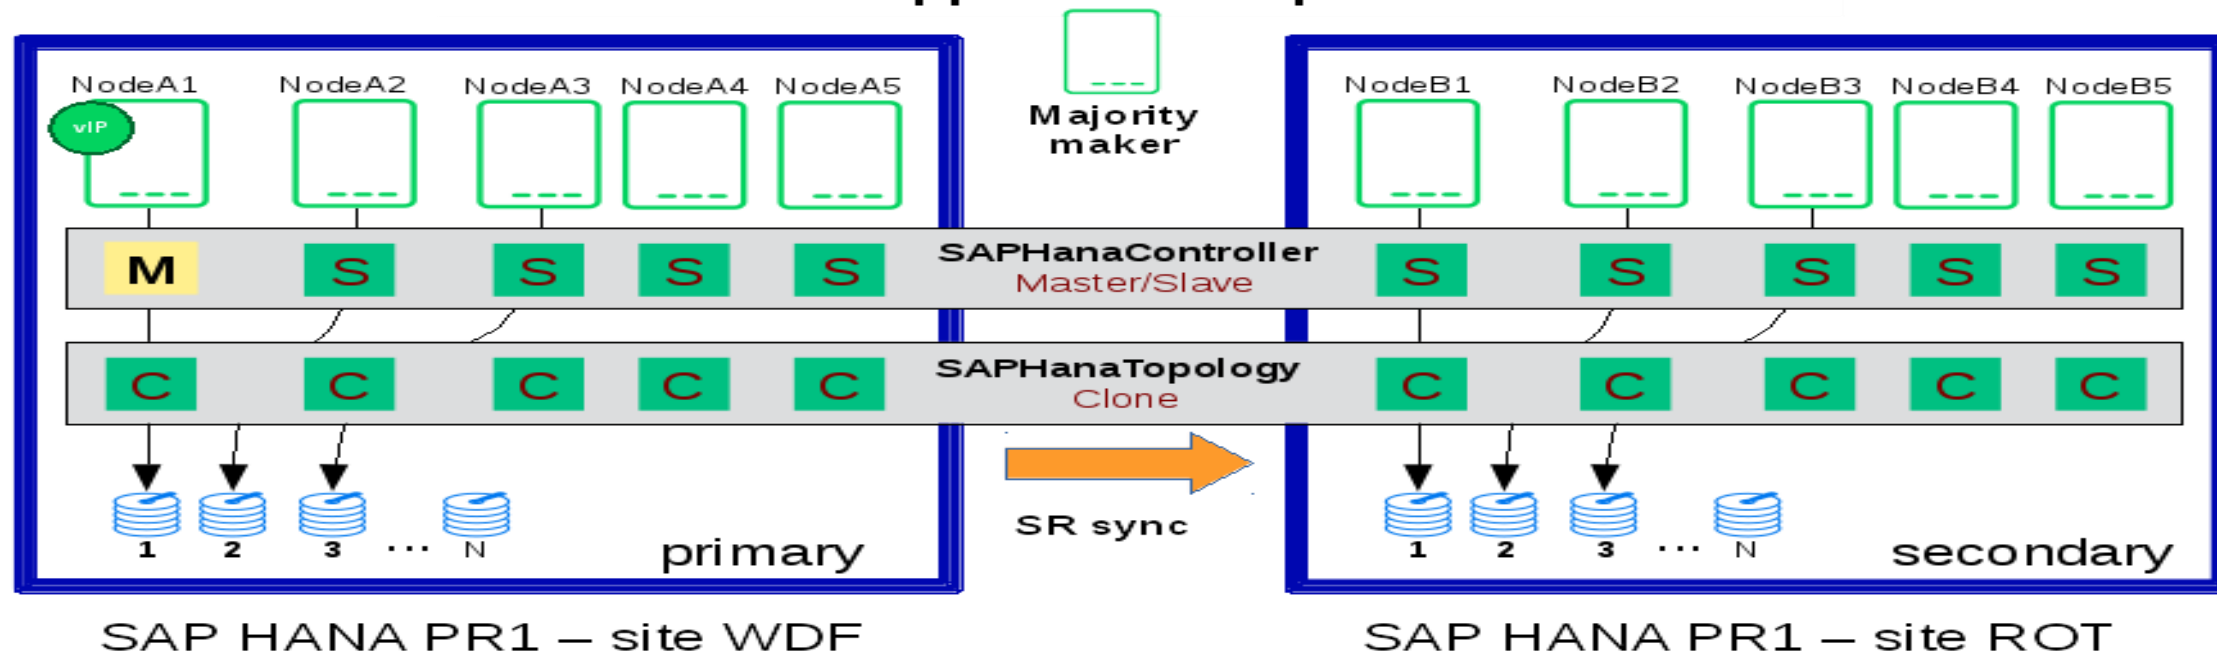 NodeA1 NodeA2 NodeA3 NodeA4 NodeA5
vIP
Majority
maker
NodeB1 NodeB2 NodeB3 NodeB4 NodeB5
M S S S S
SAPHanaController
Master/Slave
S S S S S
C C C C C
SAPHanaTopology
Clone
C C C C C
1 2 3 ... N
primary
SR sync
1 2 3 ... N
secondary
SAP HANA PR1 – site WDF
SAP HANA PR1 – site ROT